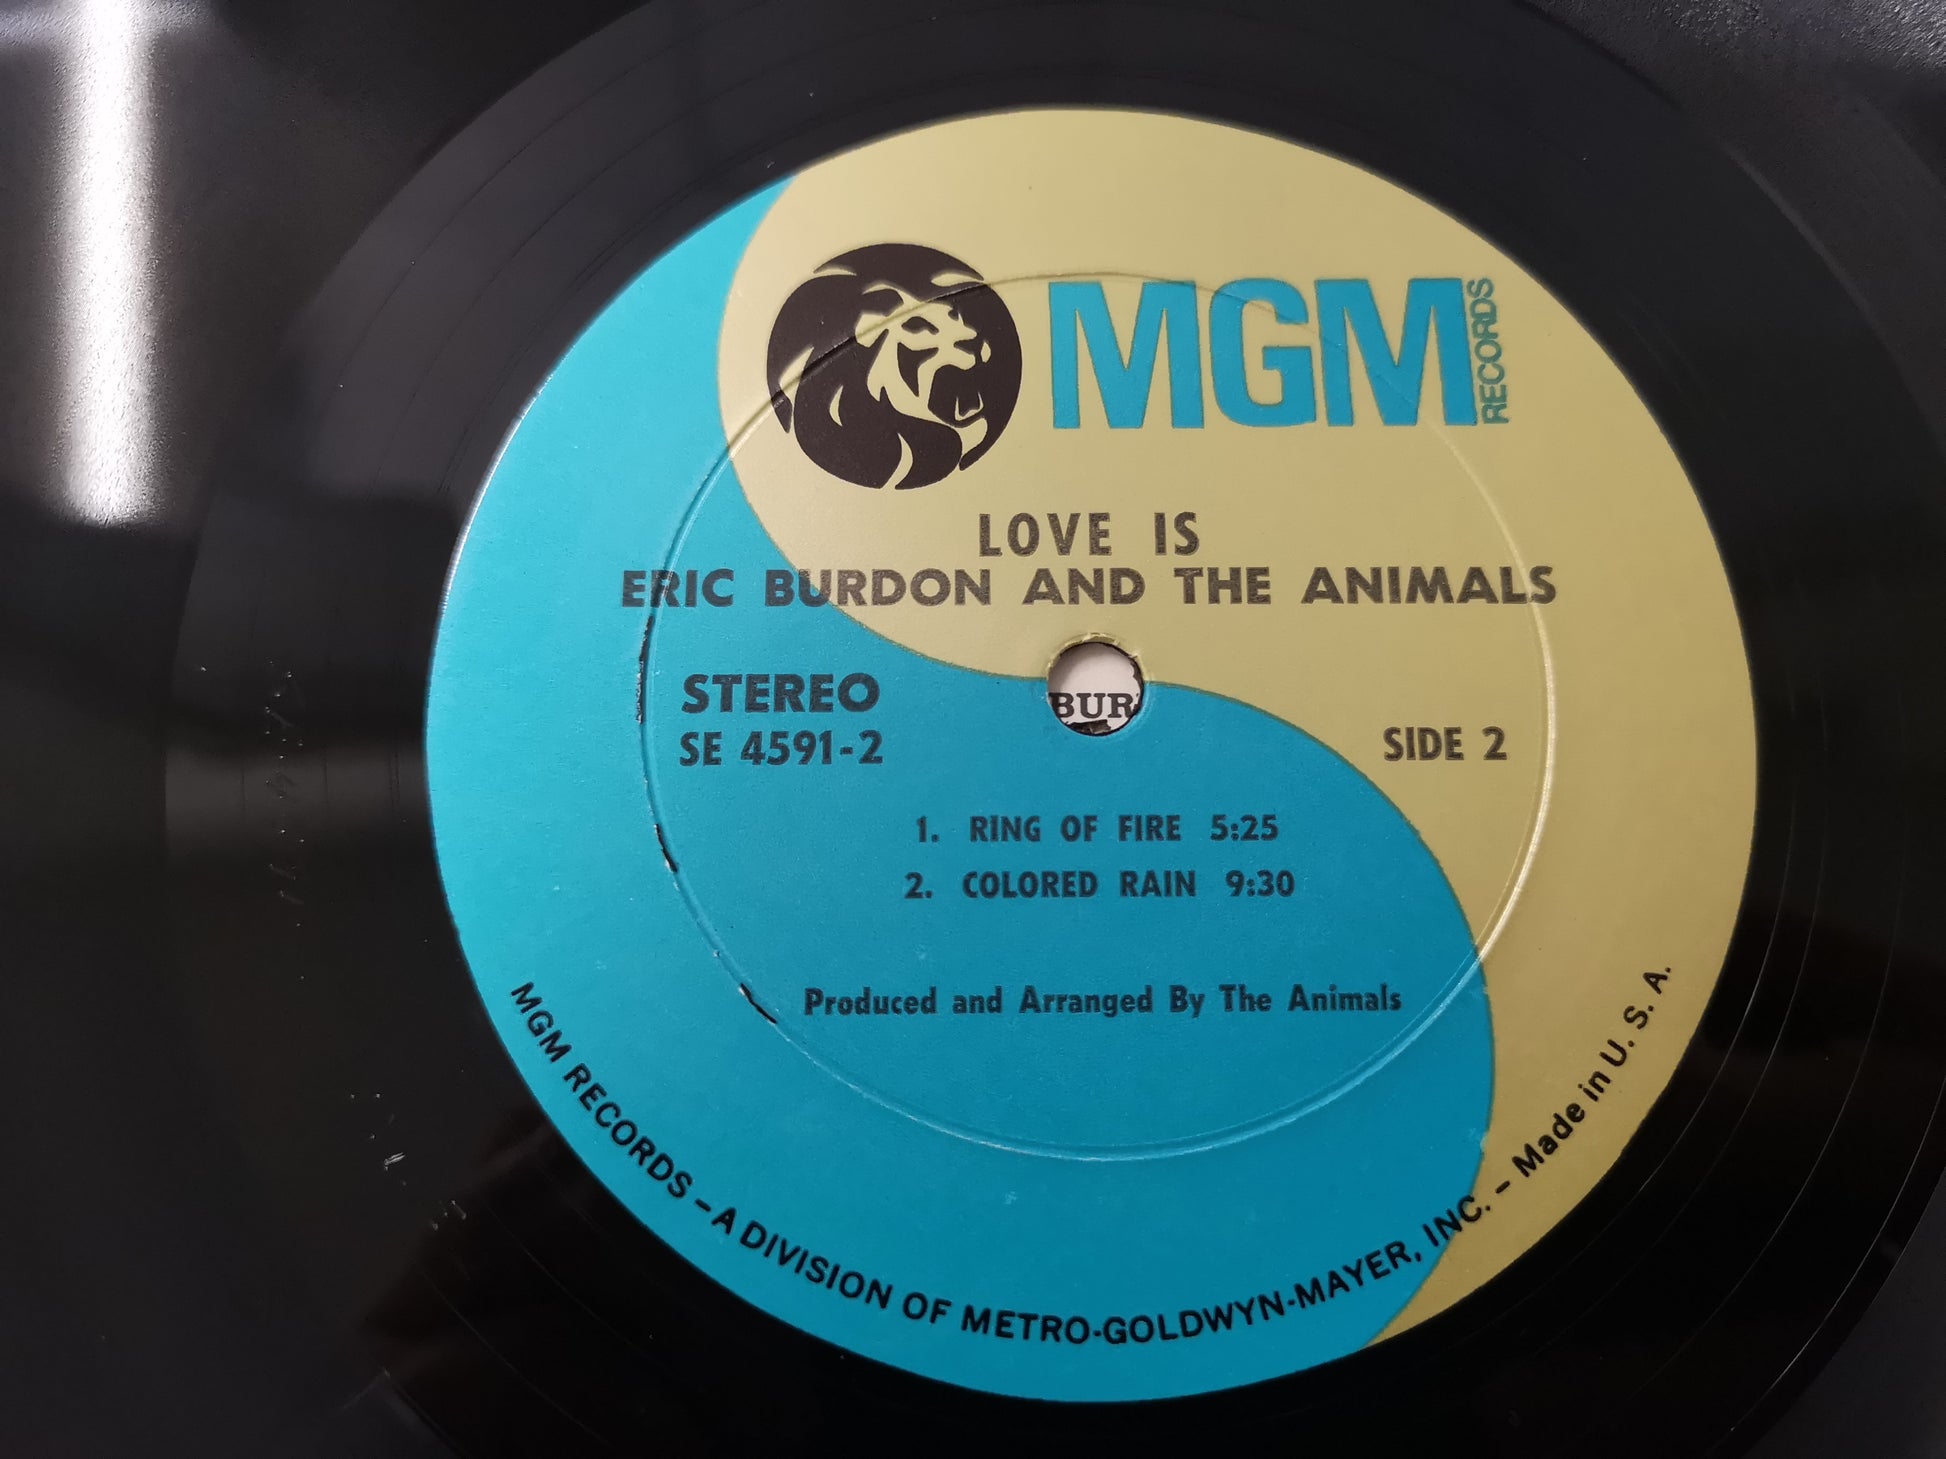 MGM RECORDS
LOVE IS
ERIC BURDON AND THE ANIMALS
STEREO
SE 4591-2
BUR
SIDE 2
1. RING OF FIRE 5:25
2. COLORED RAIN 9:30
Produced and Arranged By The Animals
MGM RECORDS – A DIVISION OF METRO-GOLDWYN-MAYER, INC. – Made in U. S. A.